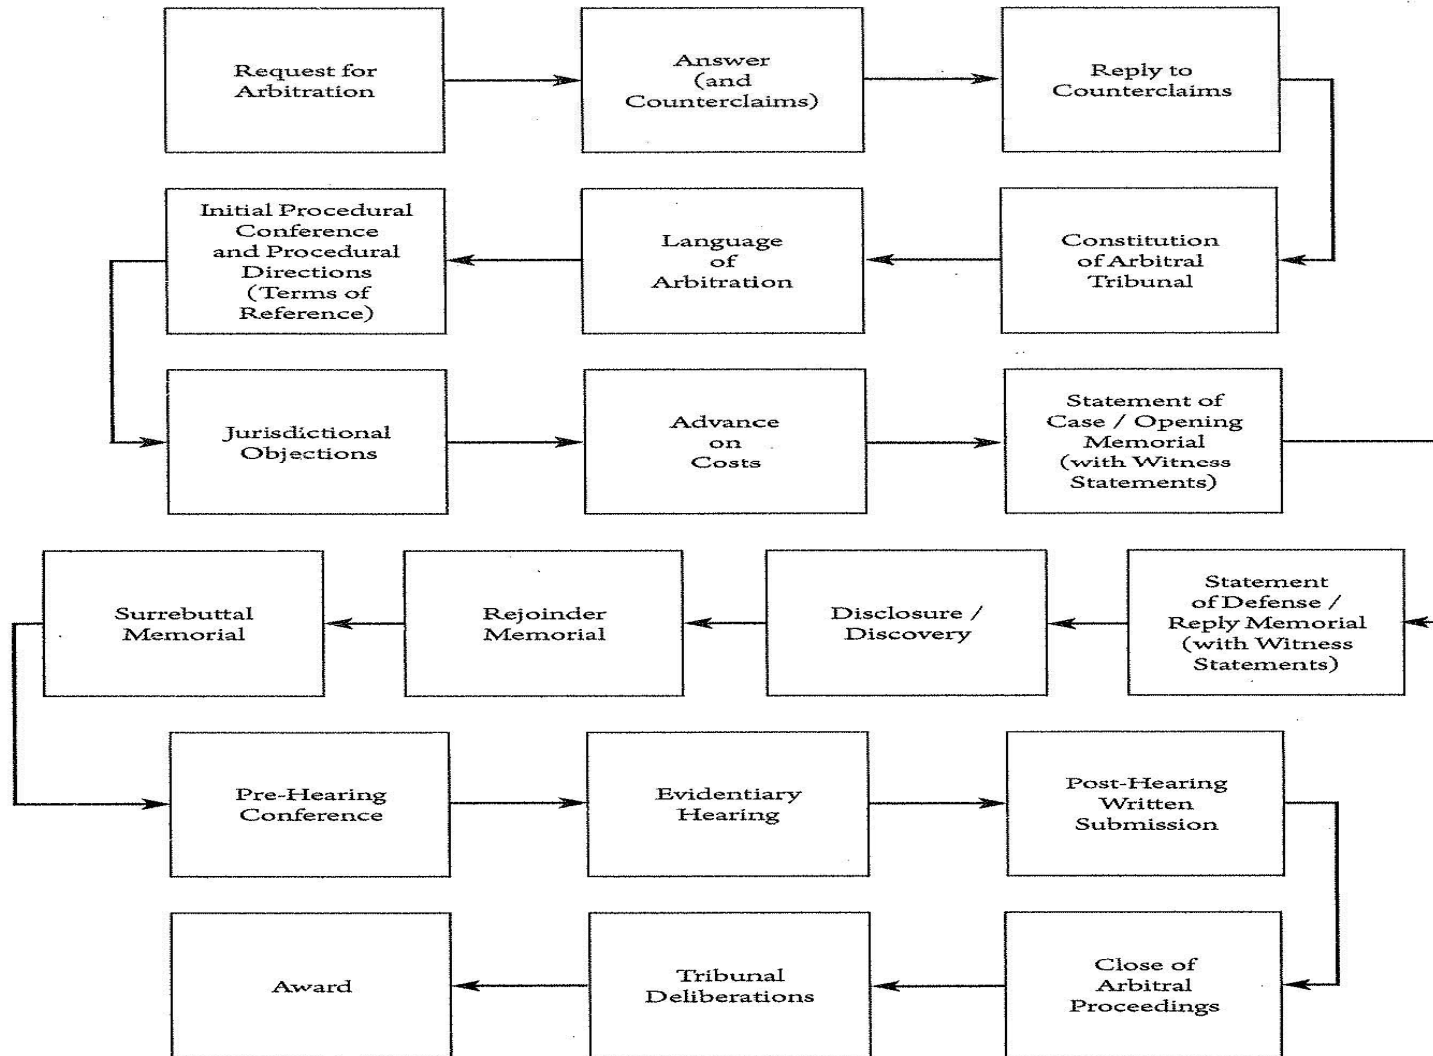 Request for
Arbitration
Answer
(and
Counterclaims)
Reply to
Counterclaims
Constitution
of Arbitral
Tribunal
Language
of
Arbitration
Initial Procedural
Conference
and Procedural
Directions
(Terms of
Reference)
Jurisdictional
Objections
Advance
on
Costs
Statement of
Case / Opening
Memorial
(with Witness
Statements)
Statement
of Defense /
Reply Memorial
(with Witness
Statements)
Disclosure /
Discovery
Rejoinder
Memorial
Surrebuttal
Memorial
Pre-Hearing
Conference
Evidentiary
Hearing
Post-Hearing
Written
Submission
Close of
Arbitral
Proceedings
Tribunal
Deliberations
Award